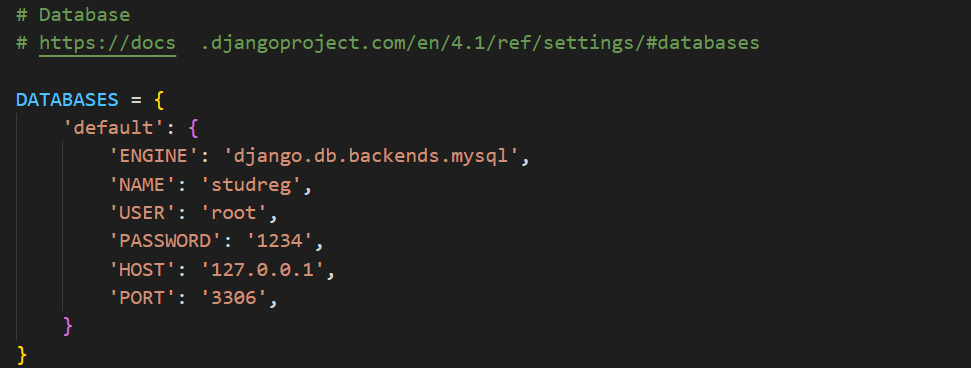 # Database
# https://docs  .djangoproject.com/en/4.1/ref/settings/#databases
DATABASES = {
    'default': {
        'ENGINE': 'django.db.backends.mysql',
        'NAME': 'studreg',
        'USER': 'root',
        'PASSWORD': '1234',
        'HOST': '127.0.0.1',
        'PORT': '3306',
    }
}